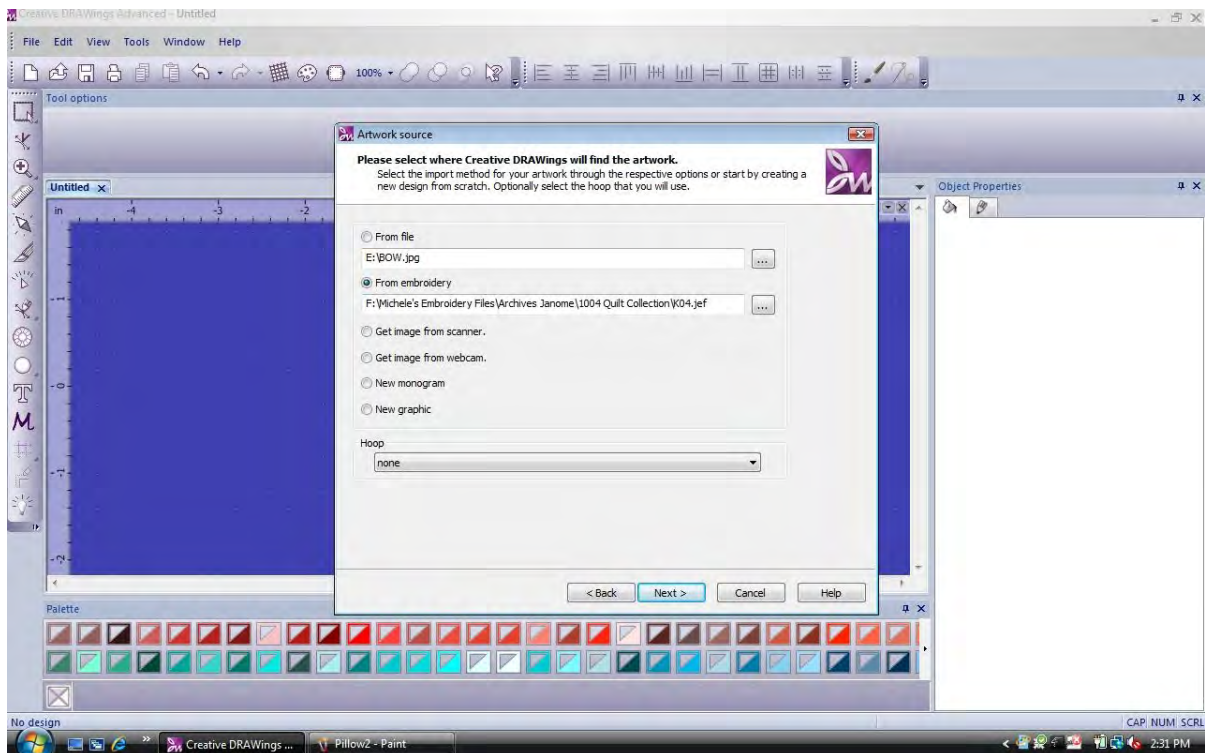 Creative DRAWings Advanced - Untitled
File Edit View Tools Window Help
100%
Tool options
Untitled x
in -4 -3 -2
-1
0
-1
-2
Artwork source
Please select where Creative DRAWings will find the artwork.
Select the import method for your artwork through the respective options or start by creating a
new design from scratch. Optionally select the hoop that you will use.
From file
E:\BOW.jpg
...
From embroidery
F:\Michele's Embroidery Files\Archives Janome\1004 Quilt Collection\K04.jef
...
Get image from scanner.
Get image from webcam.
New monogram
New graphic
Hoop
none
< Back Next > Cancel Help
Object Properties
Palette
No design
CAP NUM SCRL
Creative DRAWings ... Pillow2 - Paint 2:31 PM